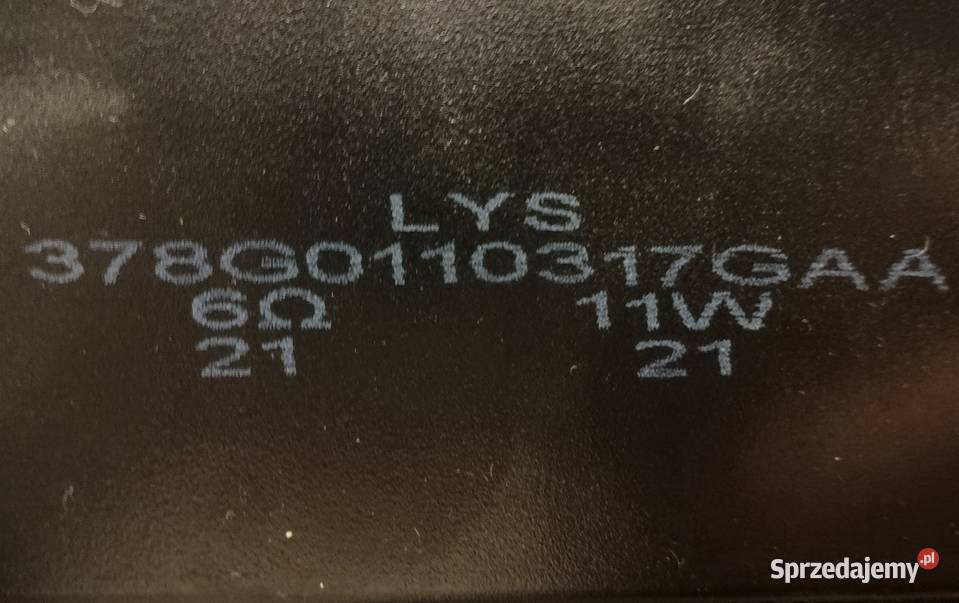 LYS
378G0110317GAA
6Ω 11W
21 21
Sprzedajemy.pl